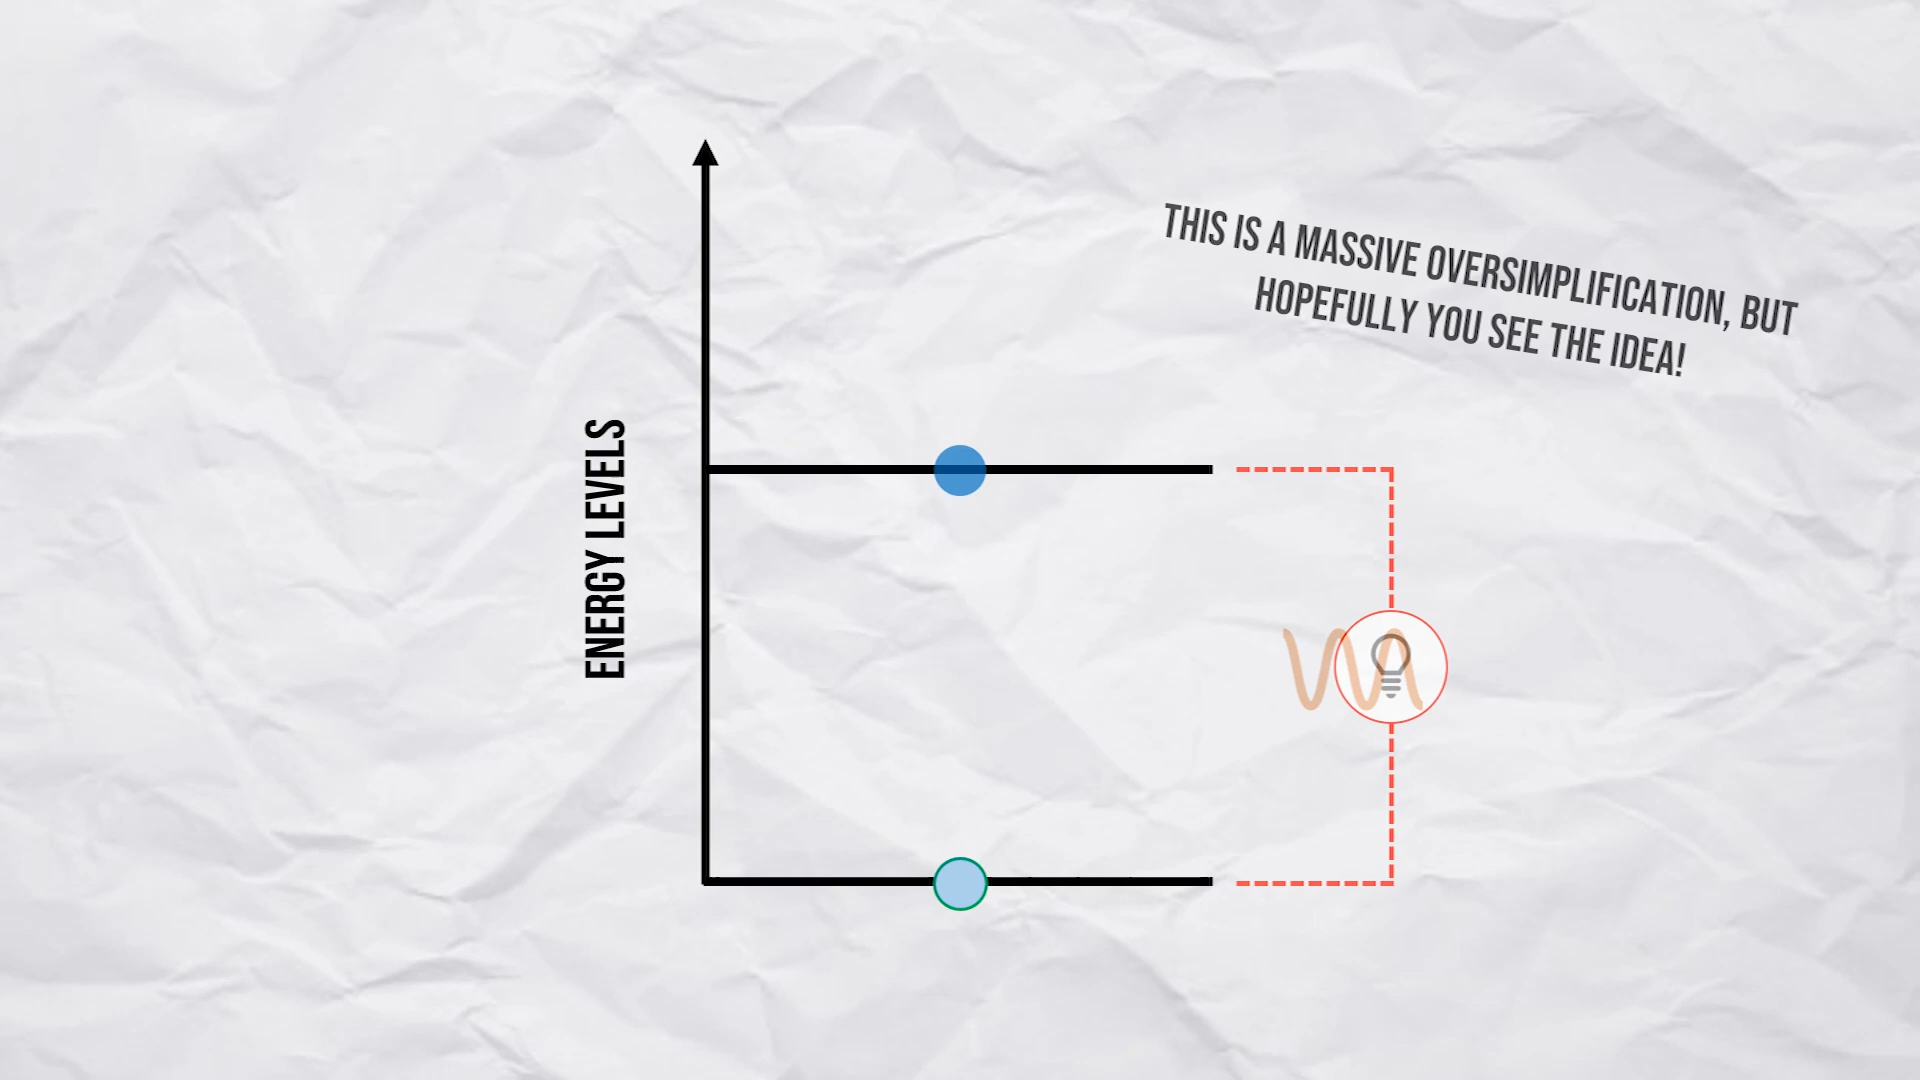 THIS IS A MASSIVE OVERSIMPLIFICATION, BUT
HOPEFULLY YOU SEE THE IDEA!
ENERGY LEVELS